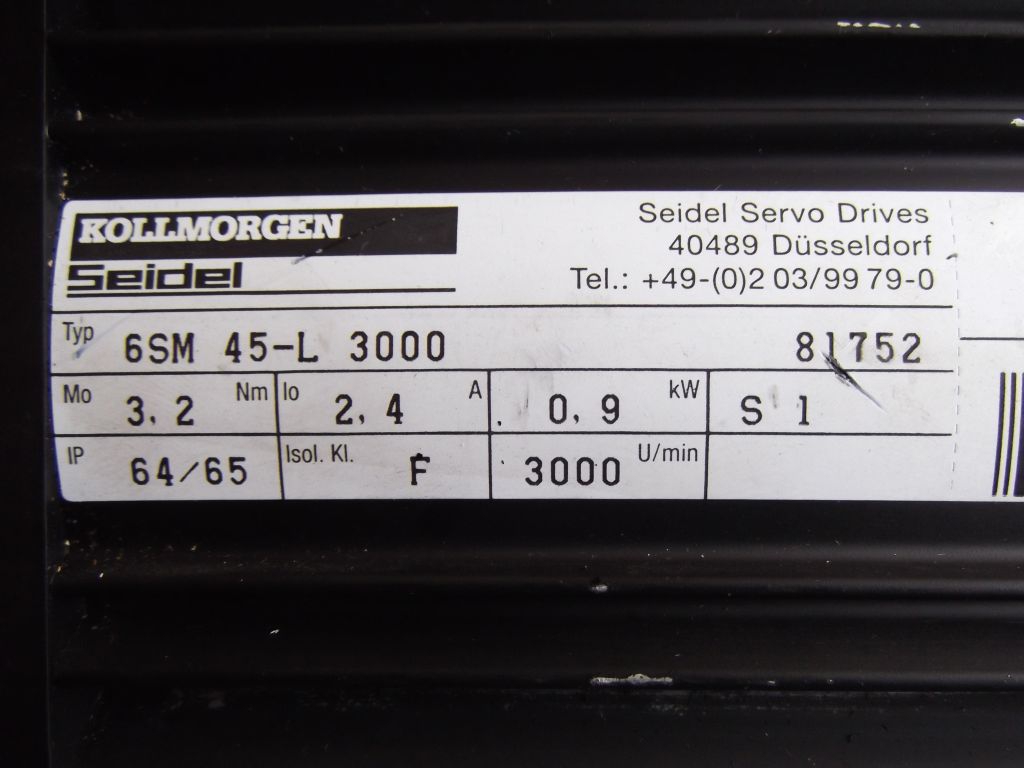 KOLLMORGEN
Seidel
Seidel Servo Drives
40489 Düsseldorf
Tel.: +49-(0)2 03/99 79-0
Typ 6SM 45-L 3000 81752
Mo 3,2 Nm Io 2,4 A 0,9 kW S 1
IP 64/65 Isol. Kl. F 3000 U/min